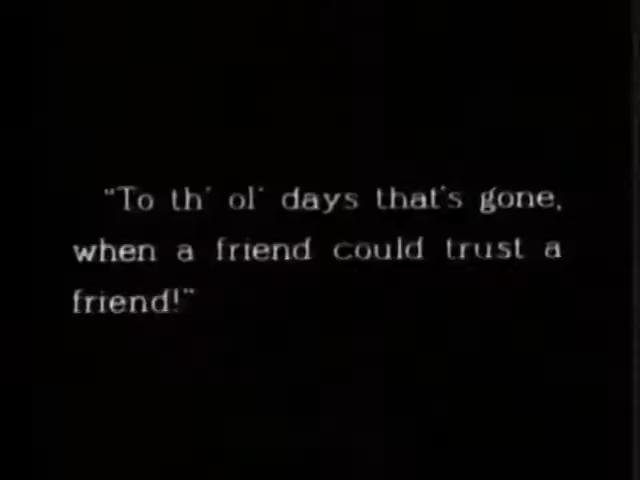 "To th' ol' days that's gone,
when a friend could trust a
friend!"